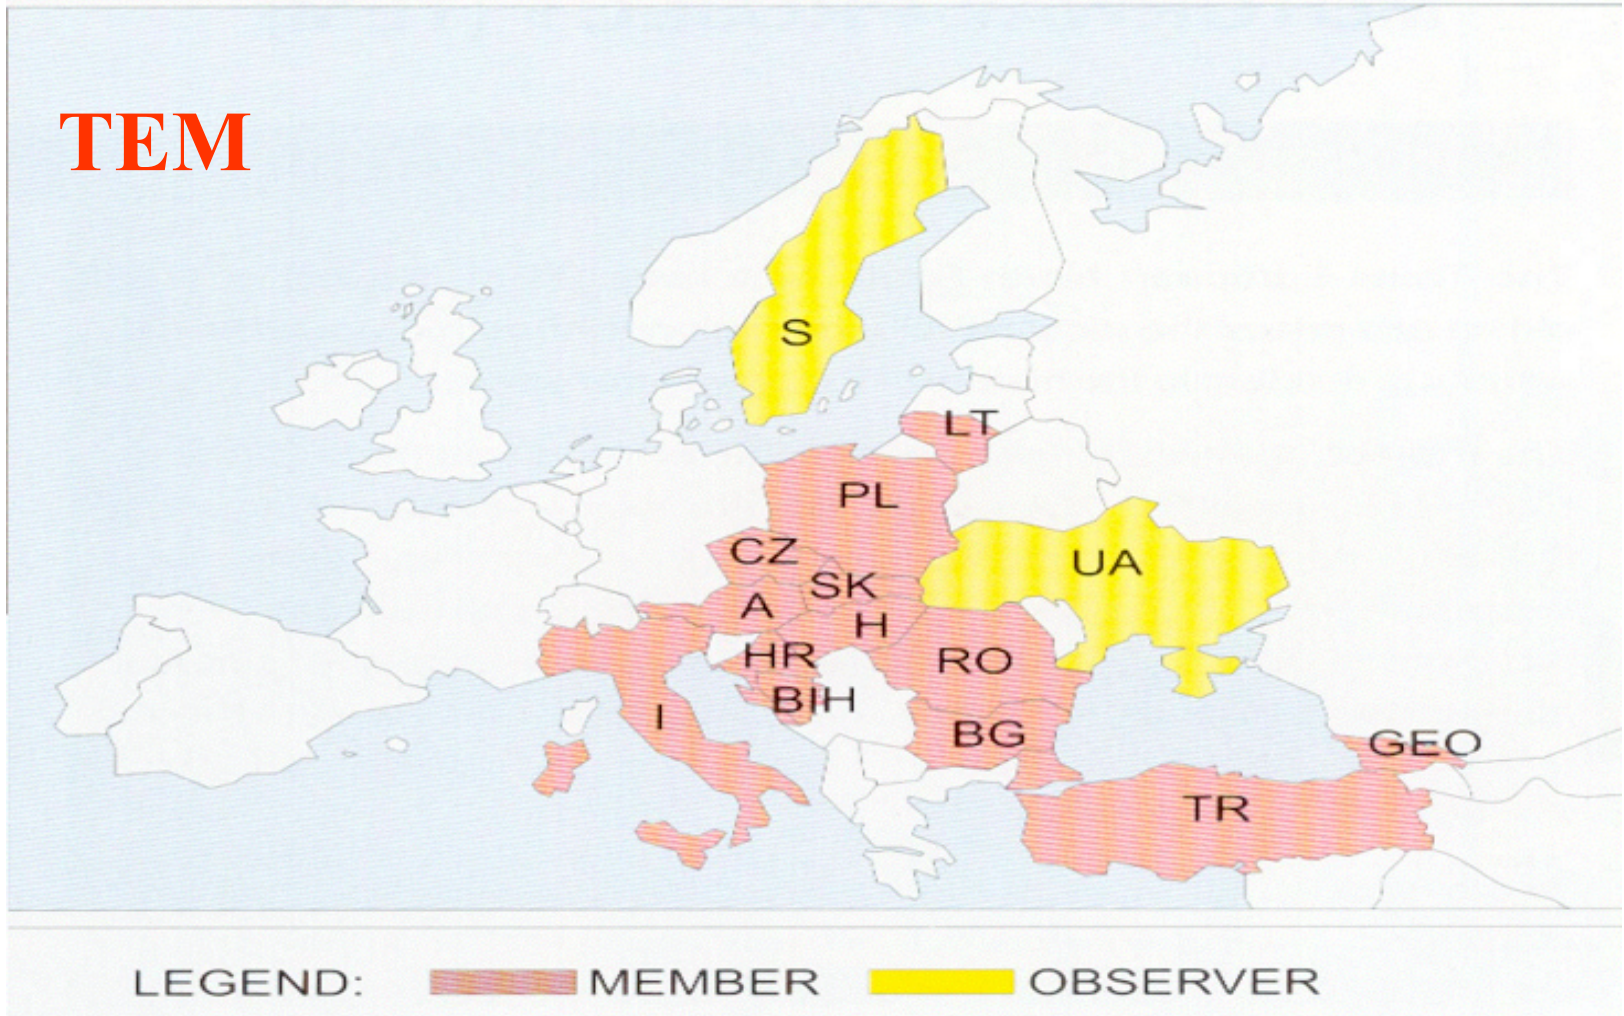 TEM
S
LT
PL
CZ
UA
SK
A
H
HR
RO
BIH
I
BG
GEO
TR
LEGEND: MEMBER OBSERVER